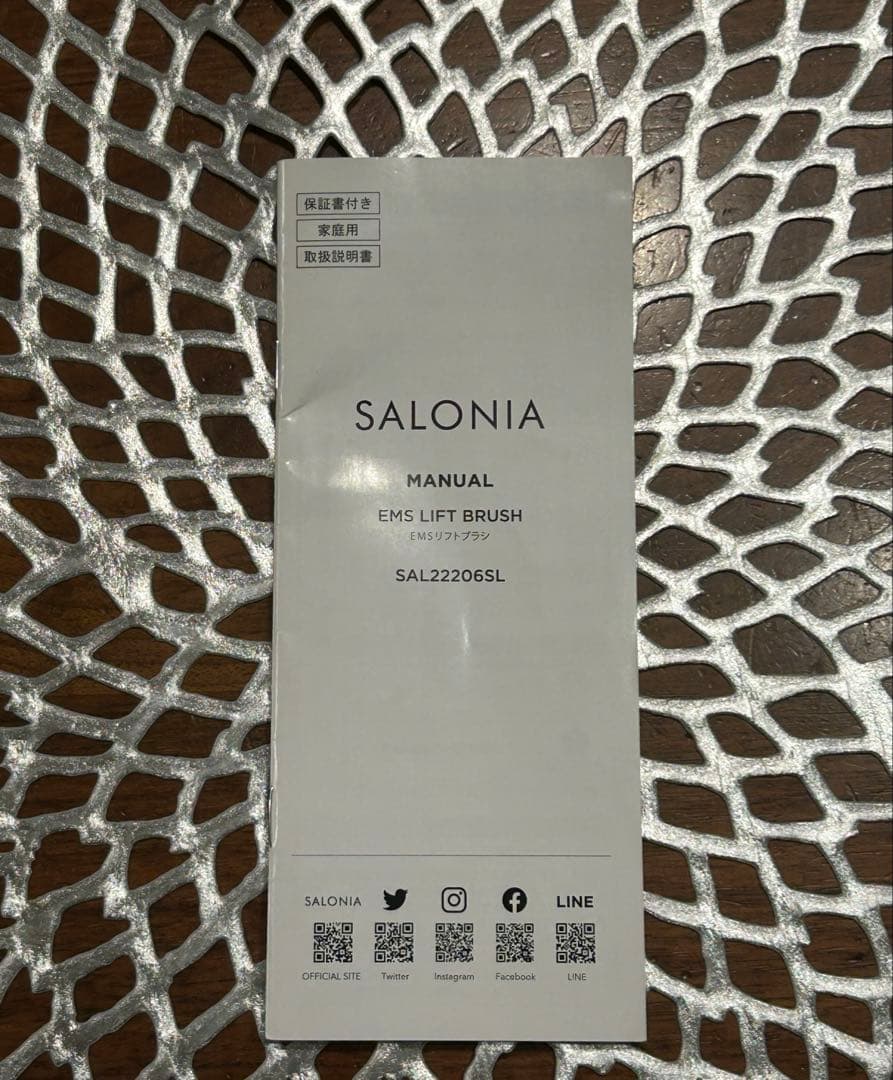 保証書付き
家庭用
取扱説明書
SALONIA
MANUAL
EMS LIFT BRUSH
EMSリフトブラシ
SAL22206SL
SALONIA
LINE
OFFICIAL SITE
Twitter
Instagram
Facebook
LINE